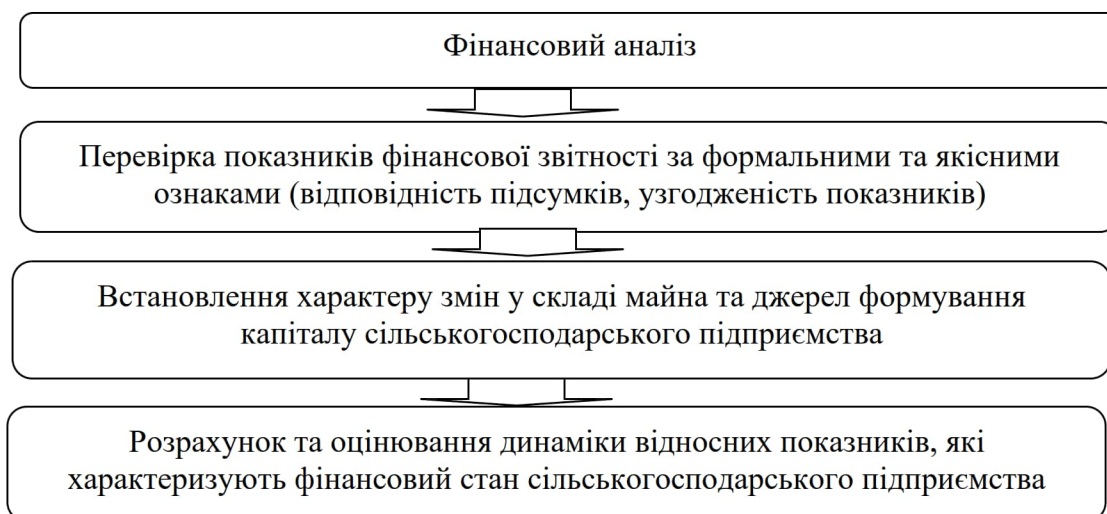 Фінансовий аналіз
Перевірка показників фінансової звітності за формальними та якісними
ознаками (відповідність підсумків, узгодженість показників)
Встановлення характеру змін у складі майна та джерел формування
капіталу сільськогосподарського підприємства
Розрахунок та оцінювання динаміки відносних показників, які
характеризують фінансовий стан сільськогосподарського підприємства